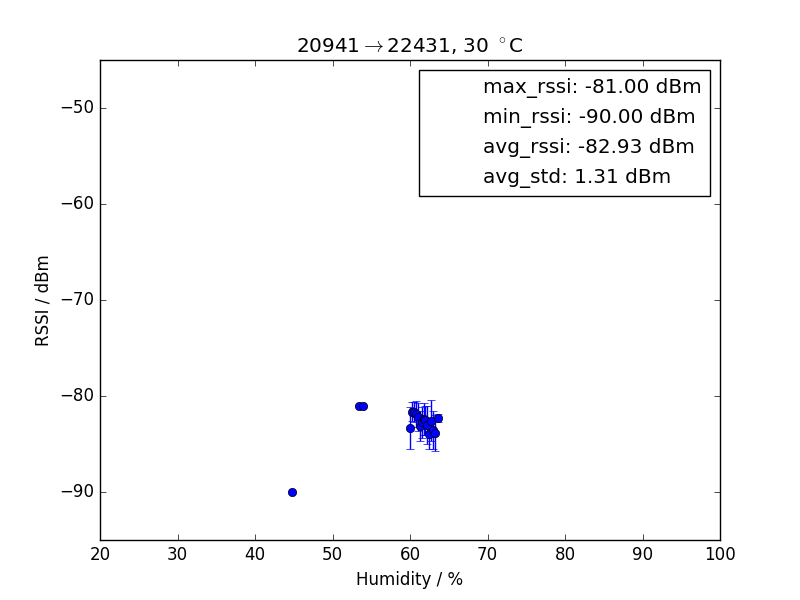 20941→22431, 30 °C
max_rssi: -81.00 dBm
min_rssi: -90.00 dBm
avg_rssi: -82.93 dBm
avg_std: 1.31 dBm
RSSI / dBm
−50
−60
−70
−80
−90
20 30 40 50 60 70 80 90 100
Humidity / %